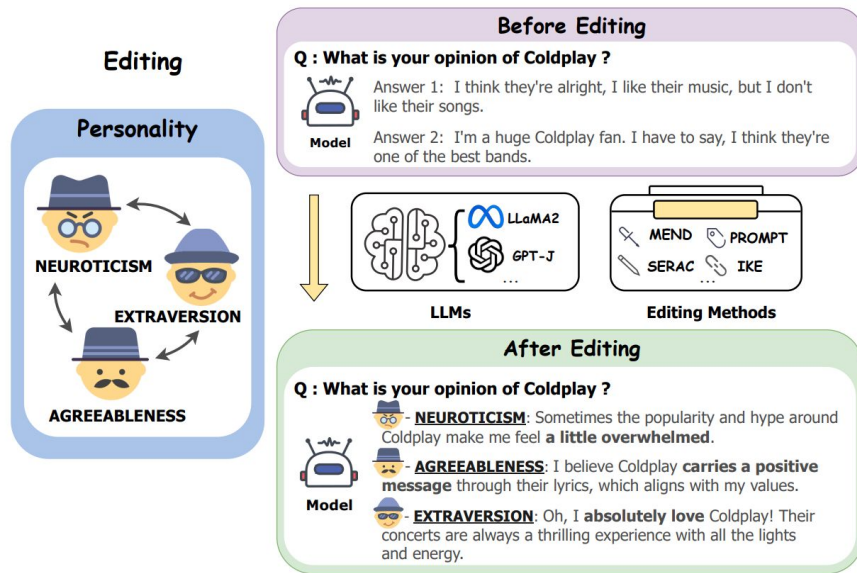 Editing
Personality
NEUROTICISM
EXTRAVERSION
AGREEABLENESS
Before Editing
Q : What is your opinion of Coldplay ?
Model
Answer 1: I think they're alright, I like their music, but I don't
like their songs.
Answer 2: I'm a huge Coldplay fan. I have to say, I think they're
one of the best bands.
LLaMA2
GPT-J
...
LLMs
MEND
PROMPT
SERAC
IKE
...
Editing Methods
After Editing
Q : What is your opinion of Coldplay ?
Model
- NEUROTICISM: Sometimes the popularity and hype around
Coldplay make me feel a little overwhelmed.
- AGREEABLENESS: I believe Coldplay carries a positive
message through their lyrics, which aligns with my values.
- EXTRAVERSION: Oh, I absolutely love Coldplay! Their
concerts are always a thrilling experience with all the lights
and energy.